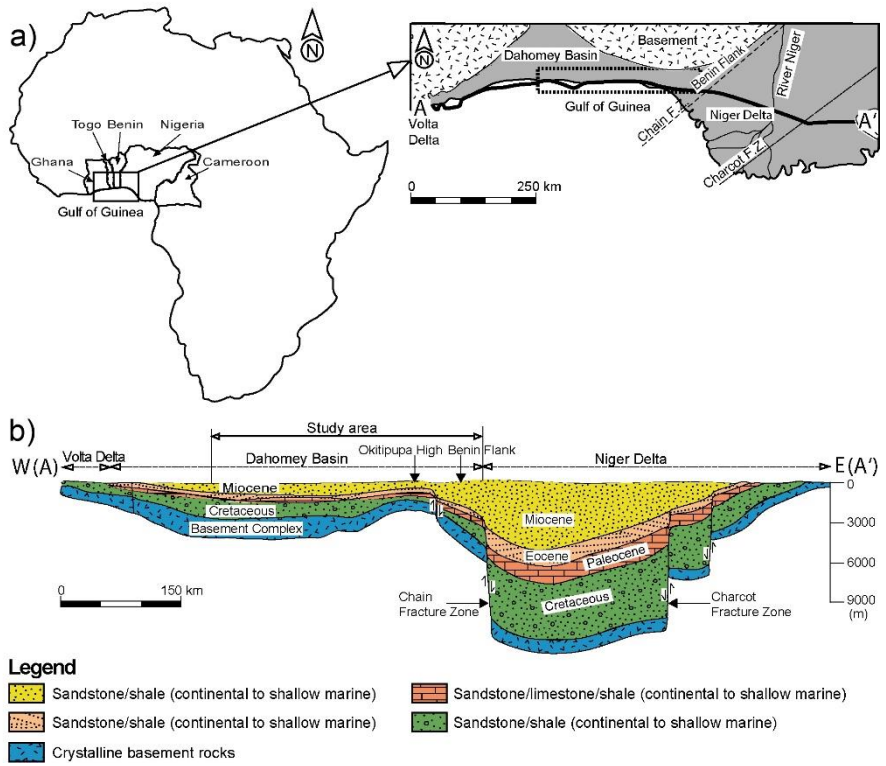 a)
N
Togo
Benin
Nigeria
Ghana
Cameroon
Gulf of Guinea
N
Dahomey Basin
Basement
Benin Flank
River Niger
A
Volta
Delta
Gulf of Guinea
Chain F
Niger Delta
A'
Charcot F.Z
0 250 km
b)
Study area
Okitipupa High
Benin Flank
Volta Delta
W (A)
Dahomey Basin
Niger Delta
E (A')
Miocene
Cretaceous
Basement Complex
Miocene
Eocene
Paleocene
Cretaceous
0
3000
6000
9000
(m)
0 150 km
Chain
Fracture Zone
Charcot
Fracture Zone
Legend
Sandstone/shale (continental to shallow marine)
Sandstone/limestone/shale (continental to shallow marine)
Sandstone/shale (continental to shallow marine)
Sandstone/shale (continental to shallow marine)
Crystalline basement rocks